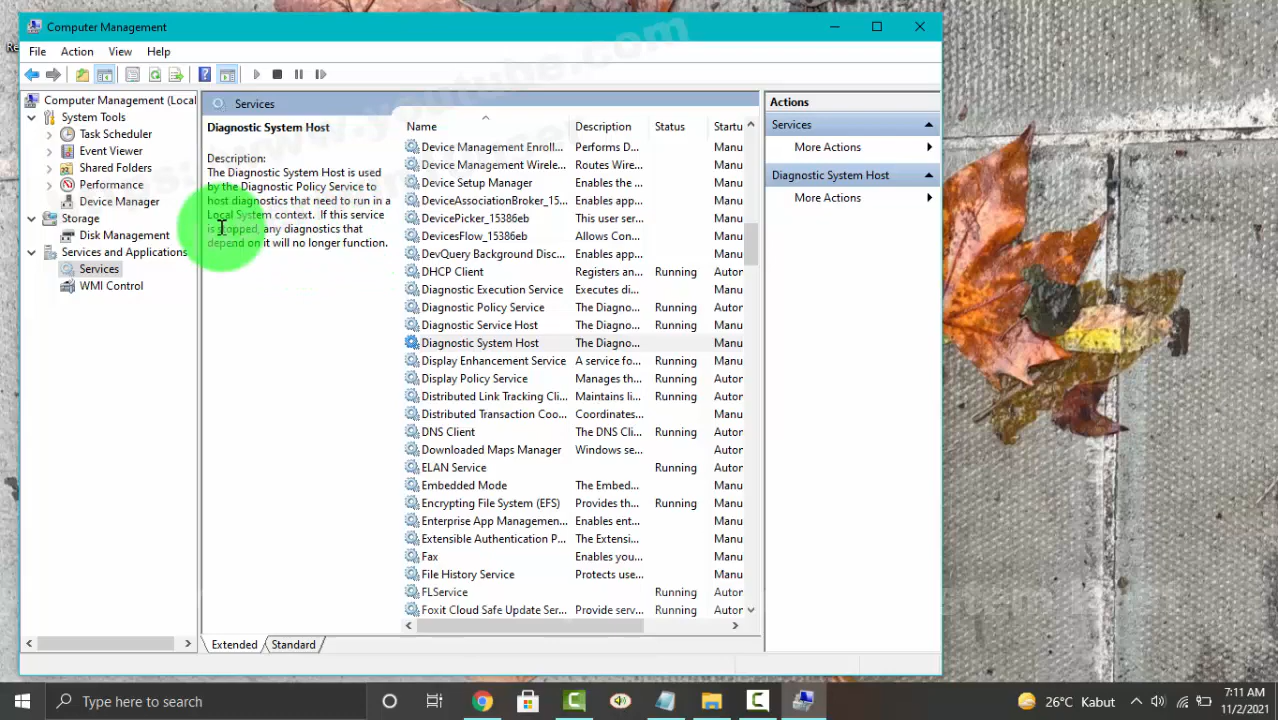 Computer Management
File Action View Help
Computer Management (Local
System Tools
Task Scheduler
Event Viewer
Shared Folders
Performance
Device Manager
Storage
Disk Management
Services and Applications
Services
WMI Control
Services
Diagnostic System Host
Description:
The Diagnostic System Host is used
by the Diagnostic Policy Service to
host diagnostics that need to run in a
Local System context. If this service
is stopped, any diagnostics that
depend on it will no longer function.
Name Description Status Startu
Device Management Enroll... Performs D... Manu
Device Management Wirele... Routes Wire... Manu
Device Setup Manager Enables the... Manu
DeviceAssociationBroker_15... Enables app... Manu
DevicePicker_15386eb This user ser... Manu
DevicesFlow_15386eb Allows Con... Manu
DevQuery Background Disc... Enables app... Manu
DHCP Client Registers an... Running Autor
Diagnostic Execution Service Executes di... Manu
Diagnostic Policy Service The Diagno... Running Autor
Diagnostic Service Host The Diagno... Running Manu
Diagnostic System Host The Diagno... Manu
Display Enhancement Service A service fo... Running Manu
Display Policy Service Manages th... Running Autor
Distributed Link Tracking Cli... Maintains li... Running Autor
Distributed Transaction Coo... Coordinates... Manu
DNS Client The DNS Cli... Running Autor
Downloaded Maps Manager Windows se... Autor
ELAN Service Running Autor
Embedded Mode The Embed... Manu
Encrypting File System (EFS) Provides th... Running Manu
Enterprise App Managemen... Enables ent... Manu
Extensible Authentication P... The Extensi... Manu
Fax Enables you... Manu
File History Service Protects use... Manu
FLService Running Autor
Foxit Cloud Safe Update Ser... Provide serv... Running Autor
Extended Standard
Actions
Services
More Actions
Diagnostic System Host
More Actions
Type here to search
26°C Kabut
7:11 AM
11/2/2021